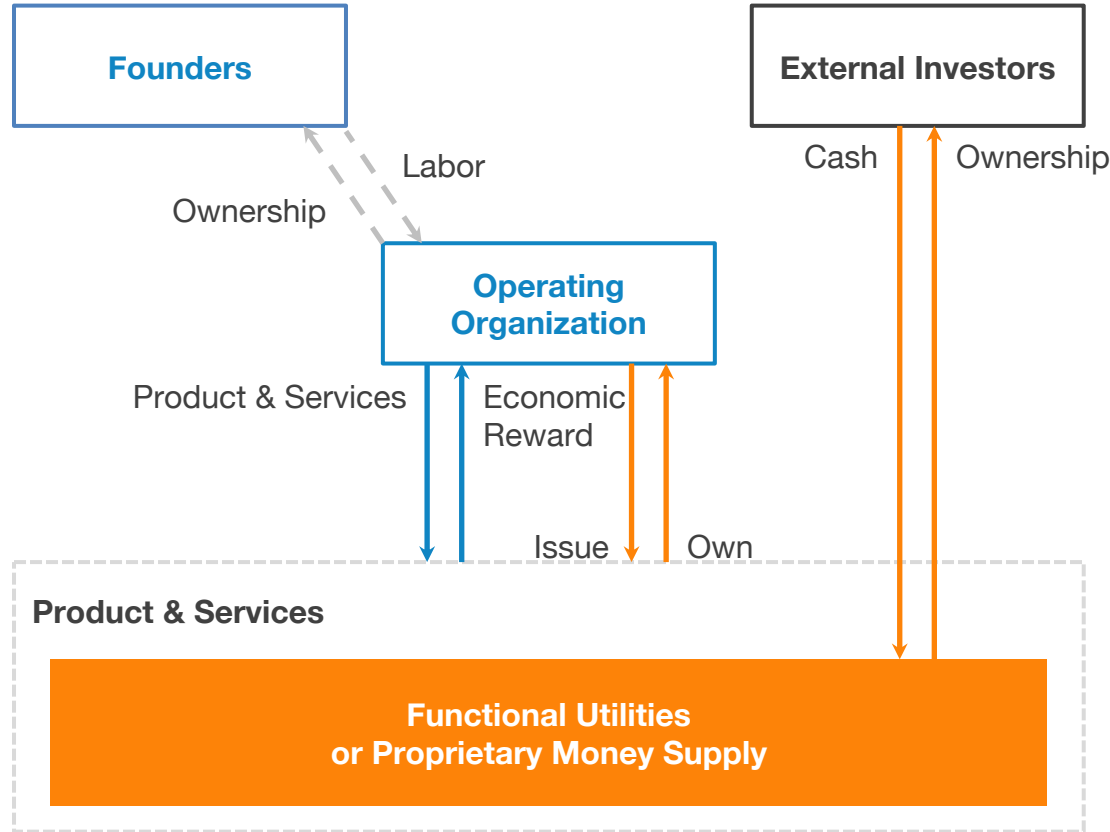 Founders
External Investors
Labor
Ownership
Cash
Ownership
Operating
Organization
Product & Services
Economic
Reward
Issue
Own
Product & Services
Functional Utilities
or Proprietary Money Supply